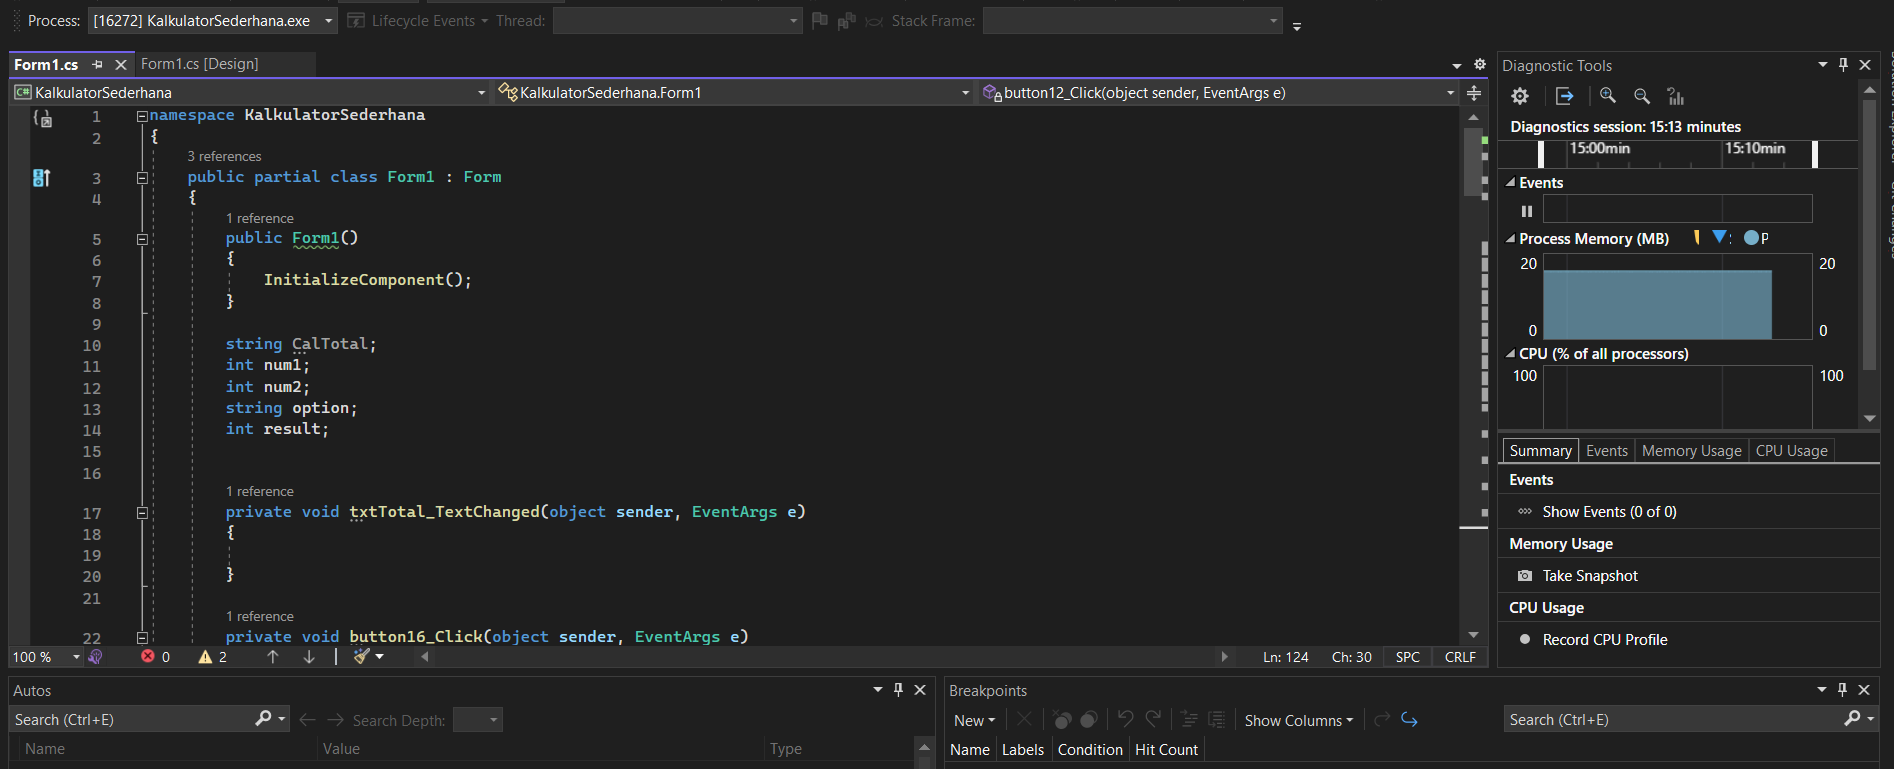 Process: [16272] KalkulatorSederhana.exe Lifecycle Events Thread: Stack Frame:
Form1.cs Form1.cs [Design]
C# KalkulatorSederhana KalkulatorSederhana.Form1 button12_Click(object sender, EventArgs e)
1 namespace KalkulatorSederhana
2 {
3 references
3 public partial class Form1 : Form
4 {
1 reference
5 public Form1()
6 {
7 InitializeComponent();
8 }
9
10 string CalTotal;
11 int num1;
12 int num2;
13 string option;
14 int result;
15
16
1 reference
17 private void txtTotal_TextChanged(object sender, EventArgs e)
18 {
19
20 }
21
1 reference
22 private void button16_Click(object sender, EventArgs e)
100 % 0 2 Ln: 124 Ch: 30 SPC CRLF
Diagnostic Tools
Diagnostics session: 15:13 minutes
15:00min 15:10min
Events
Process Memory (MB) P
20 20
0 0
CPU (% of all processors)
100 100
Summary Events Memory Usage CPU Usage
Events
Show Events (0 of 0)
Memory Usage
Take Snapshot
CPU Usage
Record CPU Profile
Autos
Search (Ctrl+E) Search Depth:
Name Value Type
Breakpoints
New Show Columns Search (Ctrl+E)
Name Labels Condition Hit Count